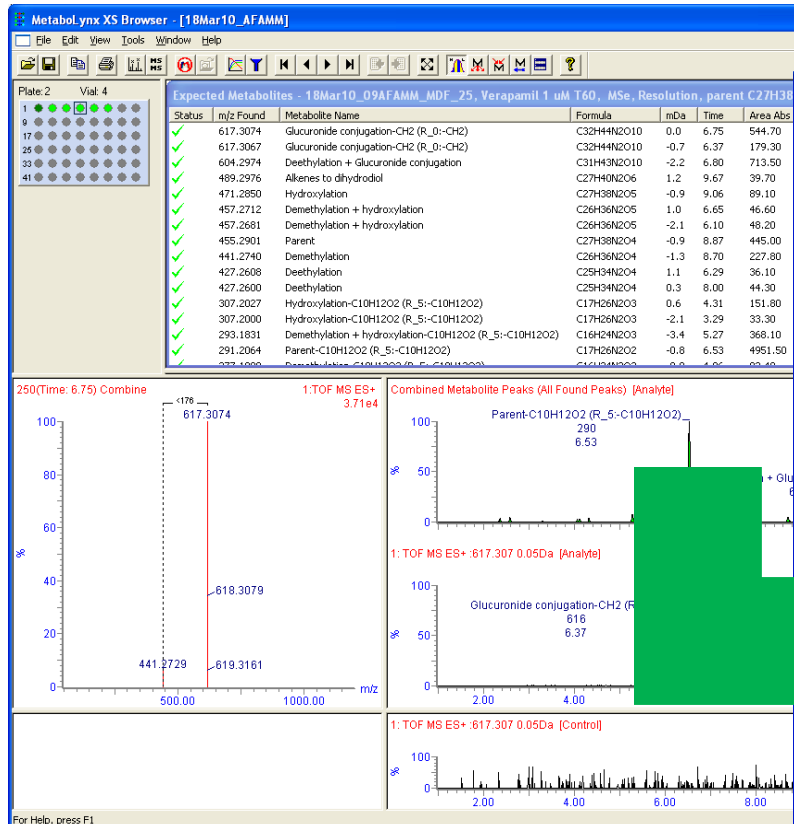 MetaboLynx XS Browser - [18Mar10_AFAMM]
File Edit View Tools Window Help
Plate:2 Vial: 4
1
9
17
25
33
41
Expected Metabolites - 18Mar10_09AFAMM_MDF_25, Verapamil 1 uM T60, MSe, Resolution, parent C27H38
Status m/z Found Metabolite Name Formula mDa Time Area Abs
617.3074 Glucuronide conjugation-CH2 (R_0:-CH2) C32H44N2O10 0.0 6.75 544.70
617.3067 Glucuronide conjugation-CH2 (R_0:-CH2) C32H44N2O10 -0.7 6.37 179.30
604.2974 Deethylation + Glucuronide conjugation C31H43N2O10 -2.2 6.80 713.50
489.2976 Alkenes to dihydrodiol C27H40N2O6 1.2 9.67 39.70
471.2850 Hydroxylation C27H38N2O5 -0.9 9.06 89.10
457.2712 Demethylation + hydroxylation C26H36N2O5 1.0 6.65 46.60
457.2681 Demethylation + hydroxylation C26H36N2O5 -2.1 6.10 48.20
455.2901 Parent C27H38N2O4 -0.9 8.87 445.00
441.2740 Demethylation C26H36N2O4 -1.3 8.70 227.80
427.2608 Deethylation C25H34N2O4 1.1 6.29 36.10
427.2600 Deethylation C25H34N2O4 0.3 8.00 44.30
307.2027 Hydroxylation-C10H12O2 (R_5:-C10H12O2) C17H26N2O3 0.6 4.31 151.80
307.2000 Hydroxylation-C10H12O2 (R_5:-C10H12O2) C17H26N2O3 -2.1 3.29 33.30
293.1831 Demethylation + hydroxylation-C10H12O2 (R_5:-C10H12O2) C16H24N2O3 -3.4 5.27 368.10
291.2064 Parent-C10H12O2 (R_5:-C10H12O2) C17H26N2O2 -0.8 6.53 4951.50
250(Time: 6.75) Combine 1:TOF MS ES+
3.71e4
<176
617.3074
100
80
60
%
40
618.3079
20
441.2729 619.3161
0
500.00 1000.00 m/z
Combined Metabolite Peaks (All Found Peaks) [Analyte]
Parent-C10H12O2 (R_5:-C10H12O2)
290
6.53
100
% 50
0
+ Glu
1: TOF MS ES+ :617.307 0.05Da [Analyte]
100
Glucuronide conjugation-CH2 (R
616
6.37
% 50
0
2.00 4.00
1: TOF MS ES+ :617.307 0.05Da [Control]
100
%
0
2.00 4.00 6.00 8.00
For Help, press F1